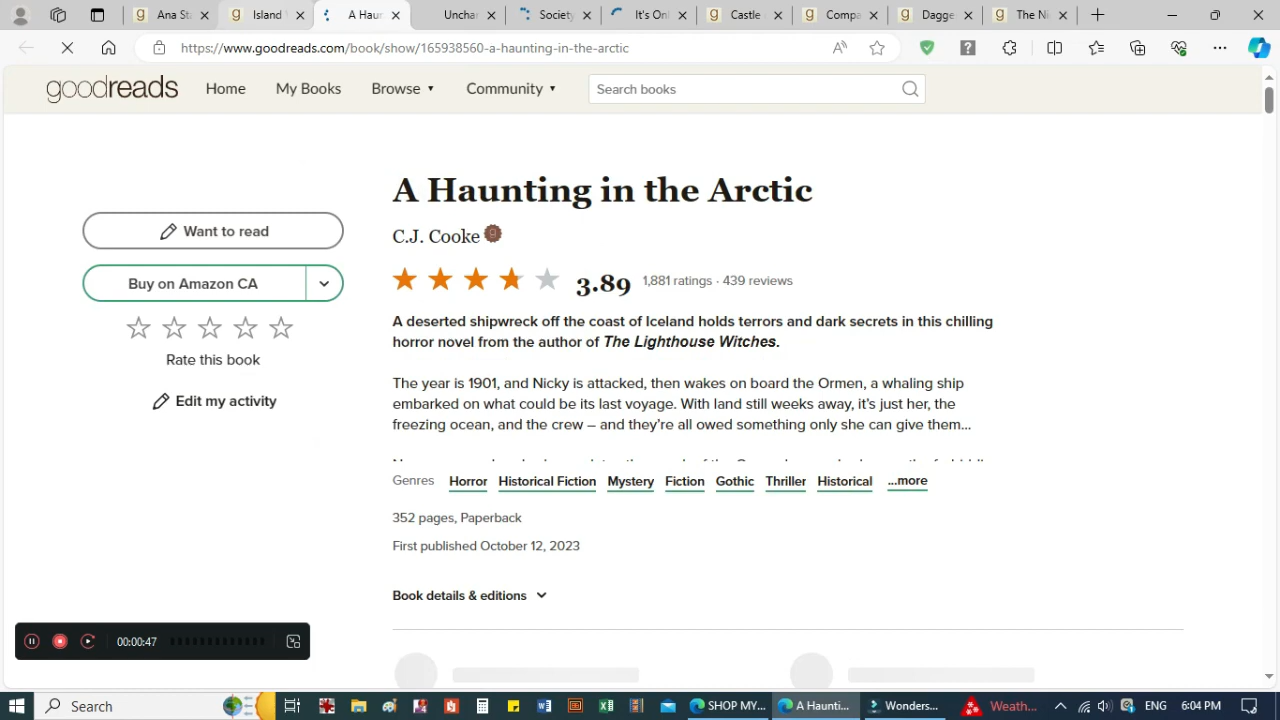 Ana Sta
Island
A Haun
Unchar
Society
It's Onl
Castle
Compa
Dagge
The Ni
https://www.goodreads.com/book/show/165938560-a-haunting-in-the-arctic
goodreads
Home
My Books
Browse ▼
Community ▼
Search books
A Haunting in the Arctic
C.J. Cooke
3.89
1,881 ratings · 439 reviews
Want to read
Buy on Amazon CA
Rate this book
Edit my activity
A deserted shipwreck off the coast of Iceland holds terrors and dark secrets in this chilling
horror novel from the author of The Lighthouse Witches.
The year is 1901, and Nicky is attacked, then wakes on board the Ormen, a whaling ship
embarked on what could be its last voyage. With land still weeks away, it's just her, the
freezing ocean, and the crew – and they're all owed something only she can give them...
Genres Horror Historical Fiction Mystery Fiction Gothic Thriller Historical ...more
352 pages, Paperback
First published October 12, 2023
Book details & editions
00:00:47
Search
SHOP MY...
A Haunti...
Wonders...
Weath...
ENG
6:04 PM